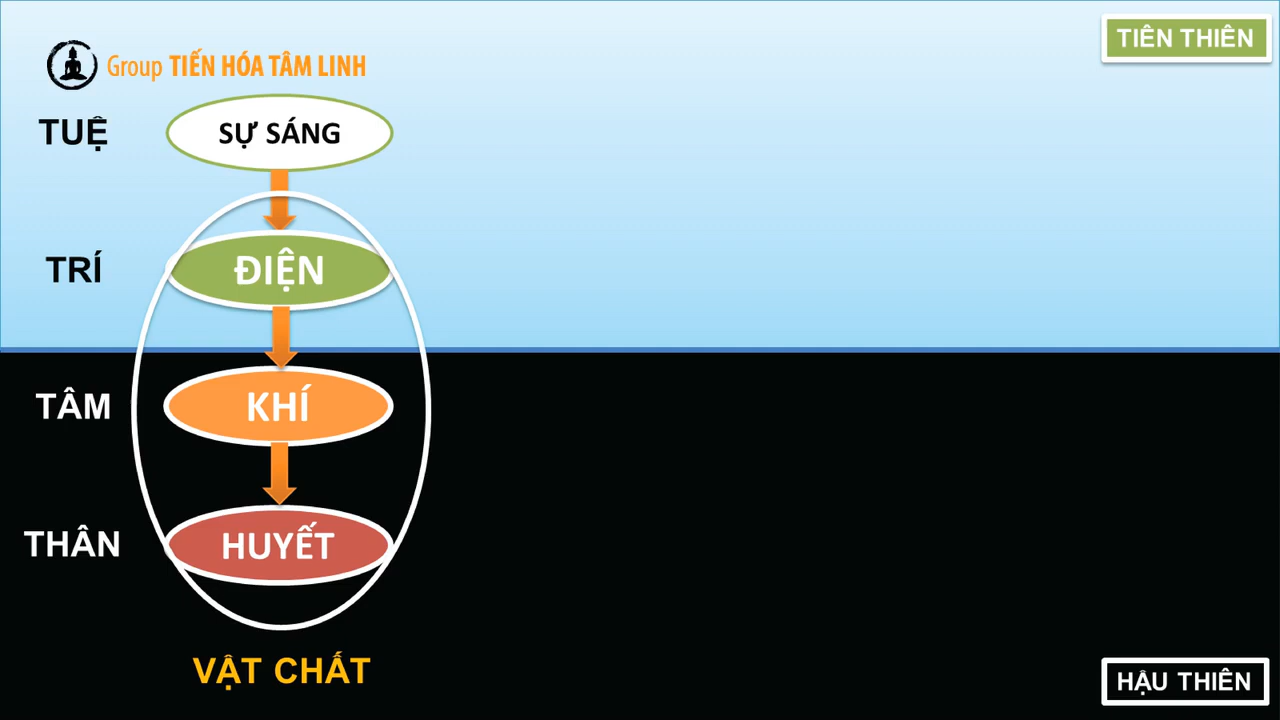 TIÊN THIÊN
Group TIẾN HÓA TÂM LINH
TUỆ
SỰ SÁNG
TRÍ
ĐIỆN
TÂM
KHÍ
THÂN
HUYẾT
VẬT CHẤT
HẬU THIÊN